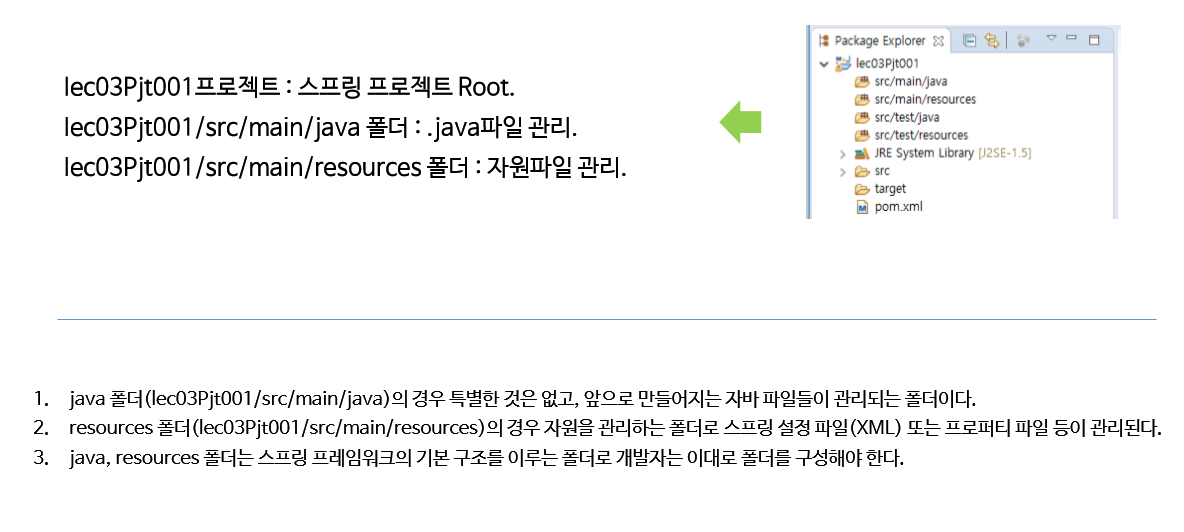 lec03Pjt001프로젝트 : 스프링 프로젝트 Root.
lec03Pjt001/src/main/java 폴더 : .java파일 관리.
lec03Pjt001/src/main/resources 폴더 : 자원파일 관리.
Package Explorer
lec03Pjt001
src/main/java
src/main/resources
src/test/java
src/test/resources
JRE System Library [J2SE-1.5]
src
target
pom.xml
1. java 폴더(lec03Pjt001/src/main/java)의 경우 특별한 것은 없고, 앞으로 만들어지는 자바 파일들이 관리되는 폴더이다.
2. resources 폴더(lec03Pjt001/src/main/resources)의 경우 자원을 관리하는 폴더로 스프링 설정 파일(XML) 또는 프로퍼티 파일 등이 관리된다.
3. java, resources 폴더는 스프링 프레임워크의 기본 구조를 이루는 폴더로 개발자는 이대로 폴더를 구성해야 한다.